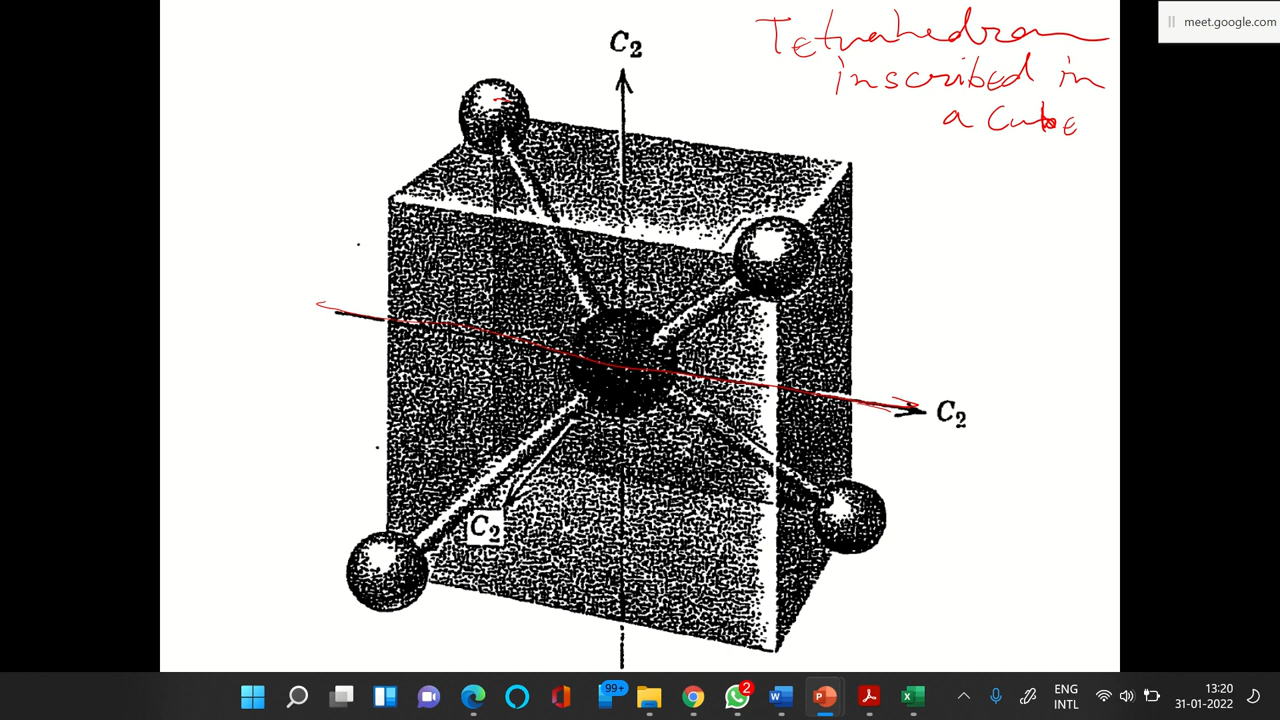 meet.google.com
Tetrahedron
inscribed in
a Cube
C₂
C₂
C₂
99+
2
ENG
INTL
13:20
31-01-2022